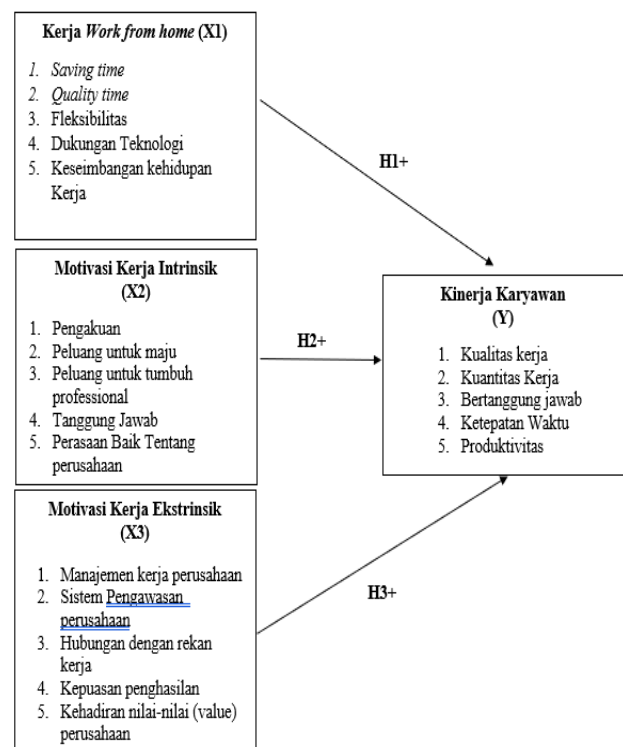 Kerja Work from home (X1)
1. Saving time
2. Quality time
3. Fleksibilitas
4. Dukungan Teknologi
5. Keseimbangan kehidupan
Kerja
H1+
Motivasi Kerja Intrinsik
(X2)
1. Pengakuan
2. Peluang untuk maju
3. Peluang untuk tumbuh
professional
4. Tanggung Jawab
5. Perasaan Baik Tentang
perusahaan
H2+
Kinerja Karyawan
(Y)
1. Kualitas kerja
2. Kuantitas Kerja
3. Bertanggung jawab
4. Ketepatan Waktu
5. Produktivitas
Motivasi Kerja Ekstrinsik
(X3)
1. Manajemen kerja perusahaan
2. Sistem Pengawasan
perusahaan
3. Hubungan dengan rekan
kerja
4. Kepuasan penghasilan
5. Kehadiran nilai-nilai (value)
perusahaan
H3+